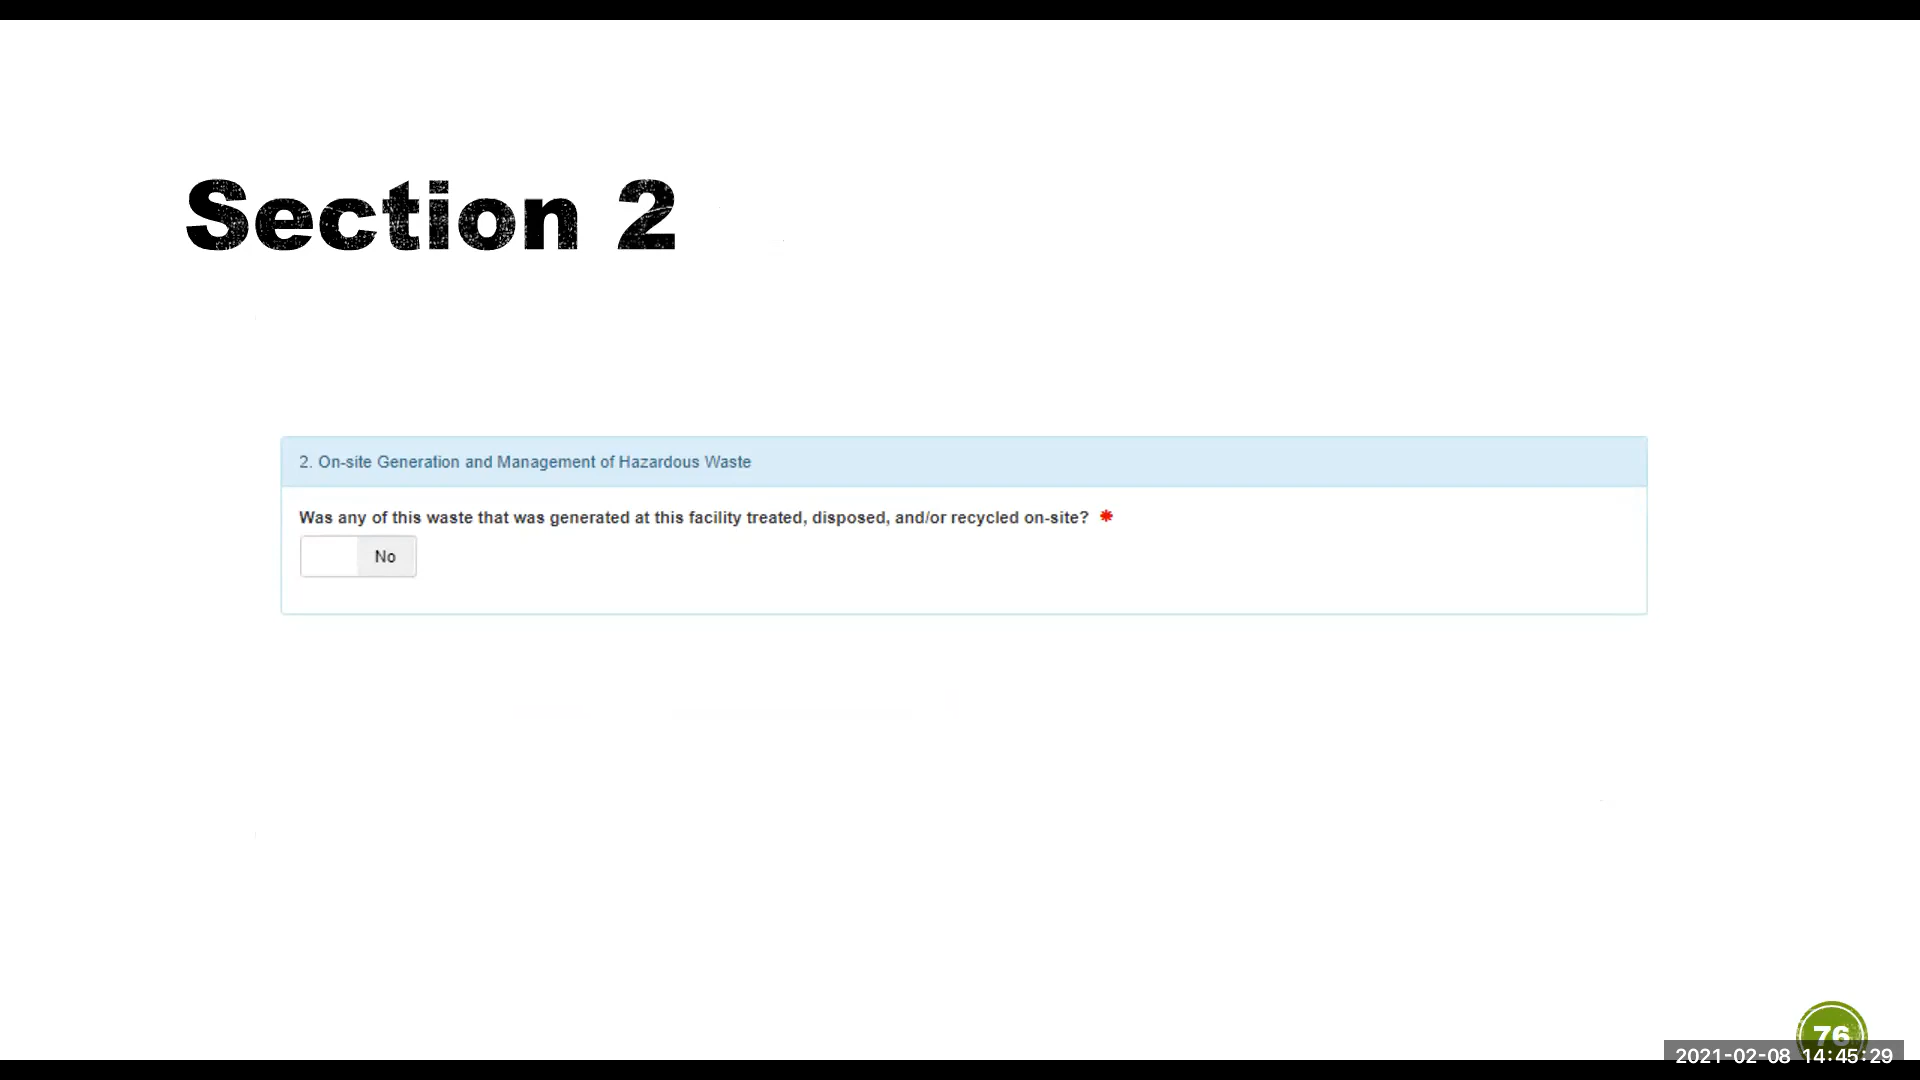 Section 2
2. On-site Generation and Management of Hazardous Waste
Was any of this waste that was generated at this facility treated, disposed, and/or recycled on-site? *
No
76
2021-02-08 14:45:29